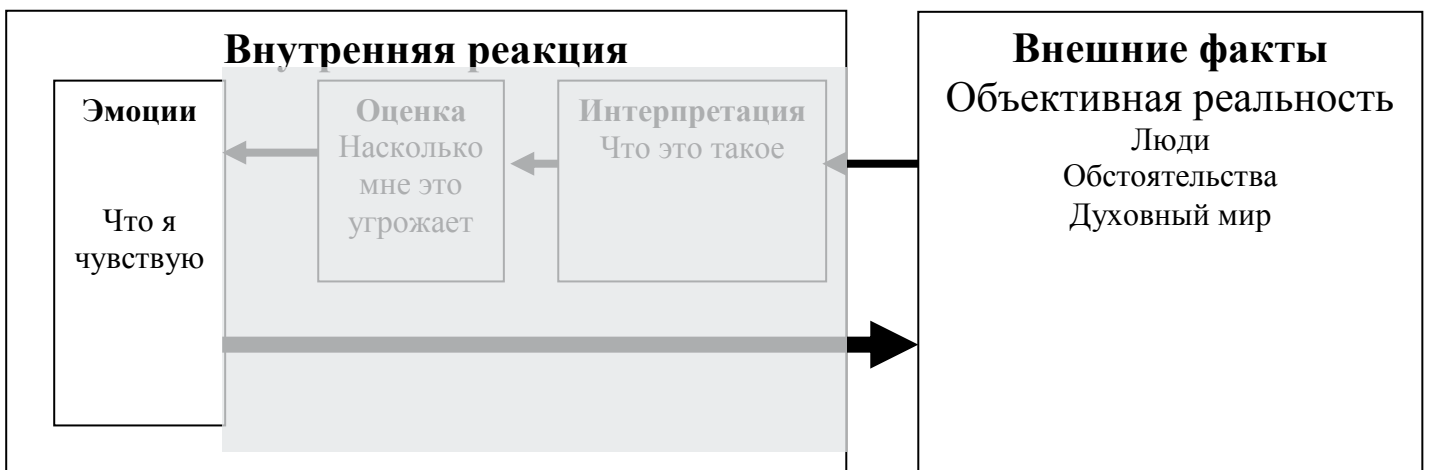 Внутренняя реакция
Эмоции
Что я
чувствую
Оценка
Насколько
мне это
угрожает
Интерпретация
Что это такое
Внешние факты
Объективная реальность
Люди
Обстоятельства
Духовный мир